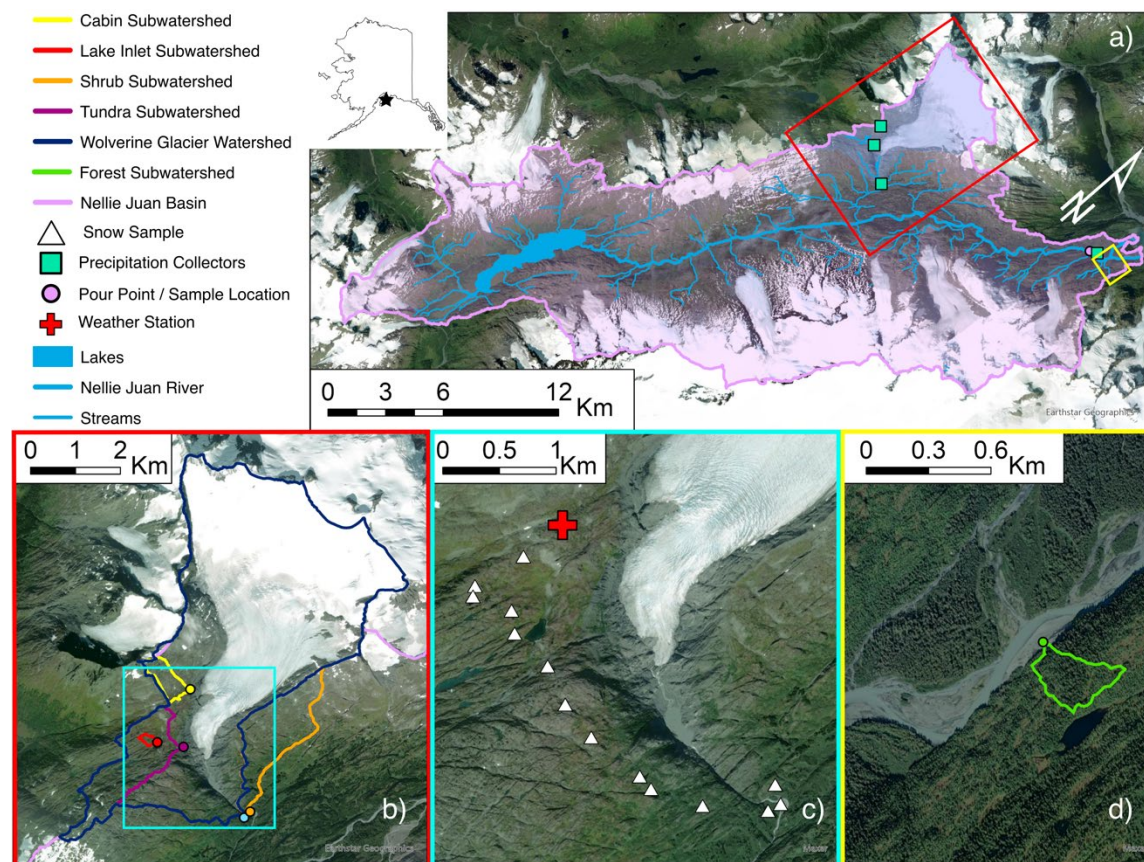 Cabin Subwatershed
Lake Inlet Subwatershed
Shrub Subwatershed
Tundra Subwatershed
Wolverine Glacier Watershed
Forest Subwatershed
Nellie Juan Basin
Snow Sample
Precipitation Collectors
Pour Point / Sample Location
Weather Station
Lakes
Nellie Juan River
Streams
a)
N
0 3 6 12
Km
Earthstar Geographics
0 1 2
Km
b)
Earthstar Geographics
0 0.5 1
Km
c)
Maxar
0 0.3 0.6
Km
d)